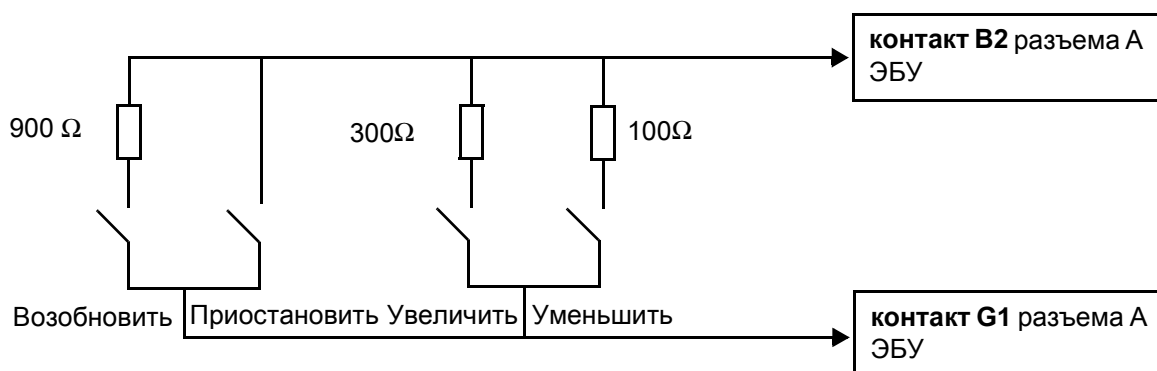 контакт B2 разъема A
ЭБУ
900 Ω
300Ω
100Ω
Возобновить
Приостановить
Увеличить
Уменьшить
контакт G1 разъема A
ЭБУ